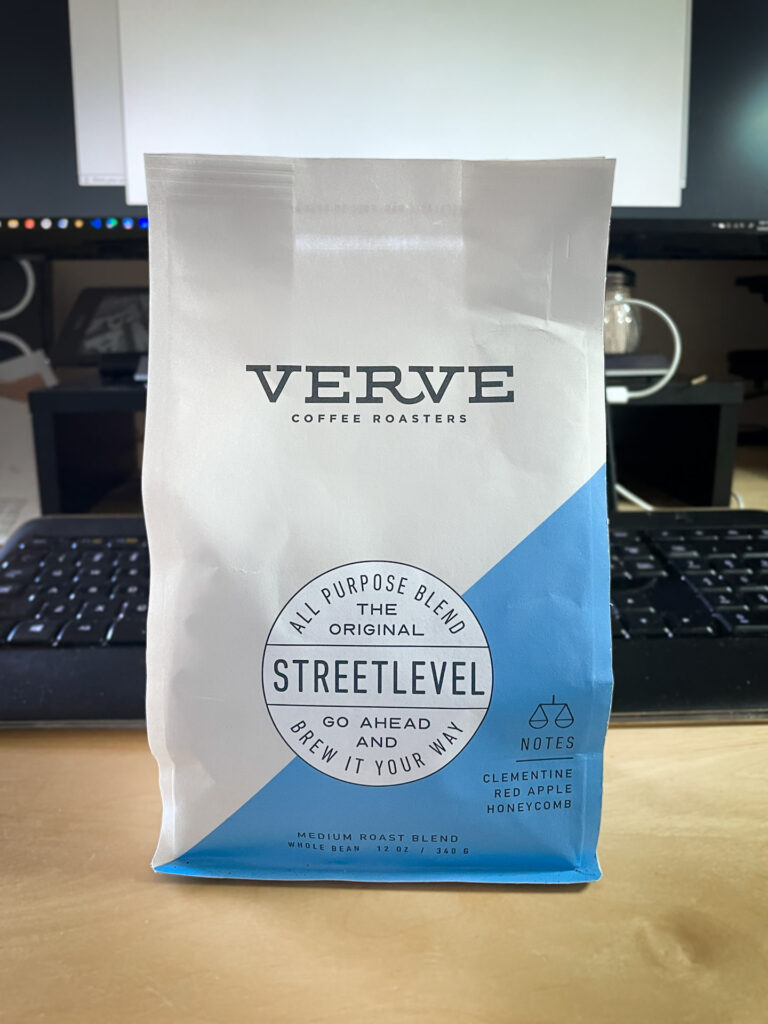 VERVE
COFFEE ROASTERS
ALL PURPOSE BLEND
THE
ORIGINAL
STREETLEVEL
GO AHEAD
AND
BREW IT YOUR WAY
NOTES
CLEMENTINE
RED APPLE
HONEYCOMB
MEDIUM ROAST BLEND
WHOLE BEAN 12 OZ / 340 G